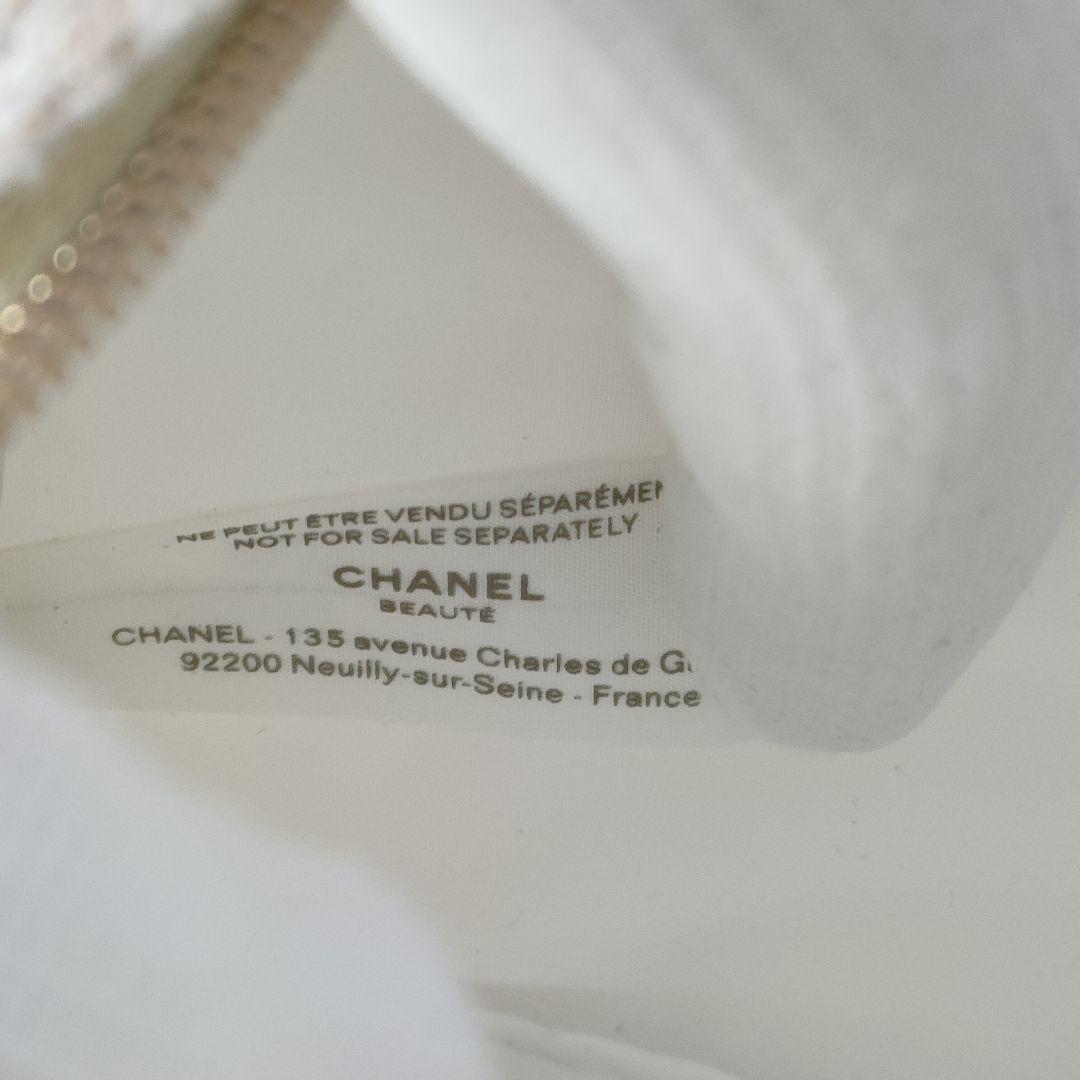 NE PEUT ÊTRE VENDU SÉPARÉMEN
NOT FOR SALE SEPARATELY
CHANEL
BEAUTÉ
CHANEL - 135 avenue Charles de G
92200 Neuilly-sur-Seine - France